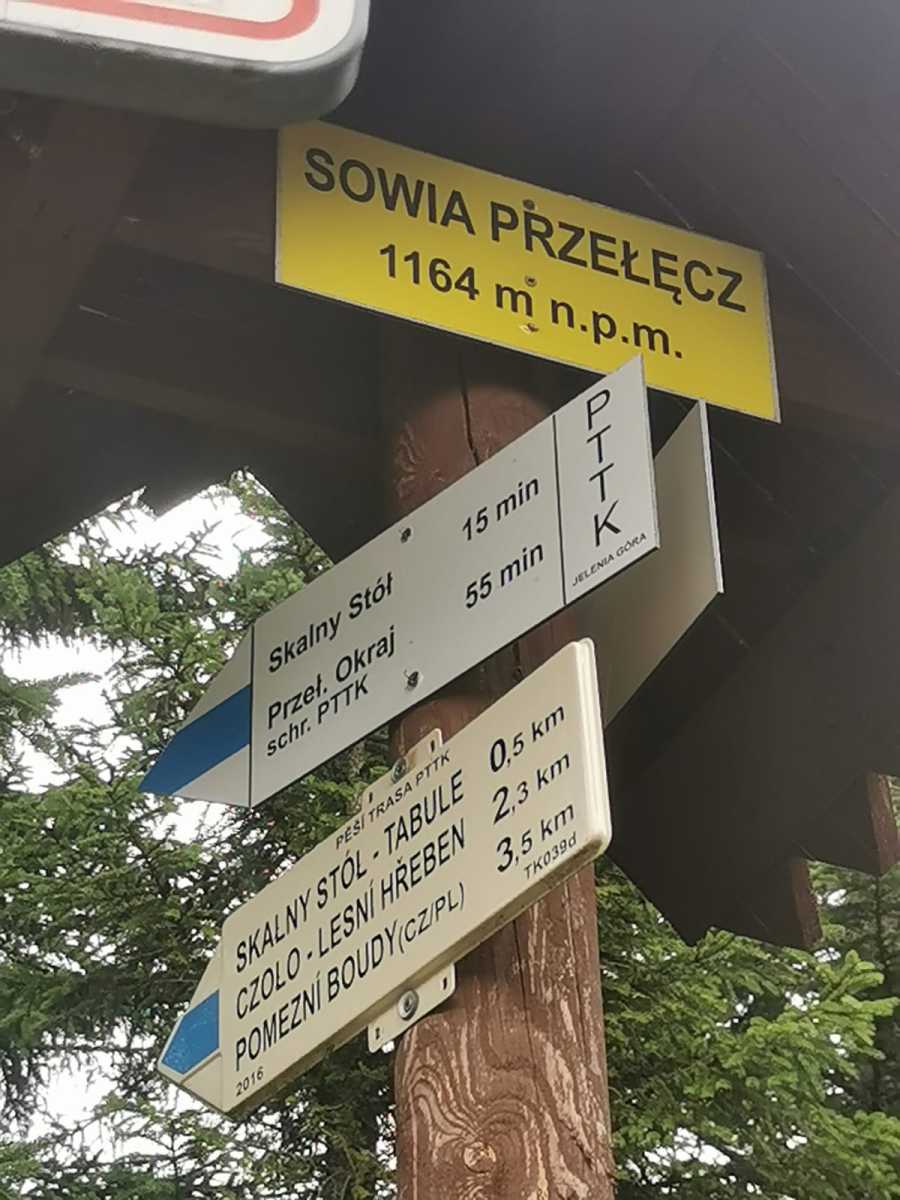 SOWIA PRZEŁĘCZ
1164 m n.p.m.
PTTK
JELENIA GÓRA
Skalny Stół 15 min
Przeł. Okraj 55 min
schr. PTTK
PĚŠÍ TRASA PTTK
SKALNY STÓL - TABULE 0,5 km
CZOLO - LESNÍ HŘEBEN 2,3 km
POMEZNÍ BOUDY (CZ/PL) 3,5 km
2016 TK039d